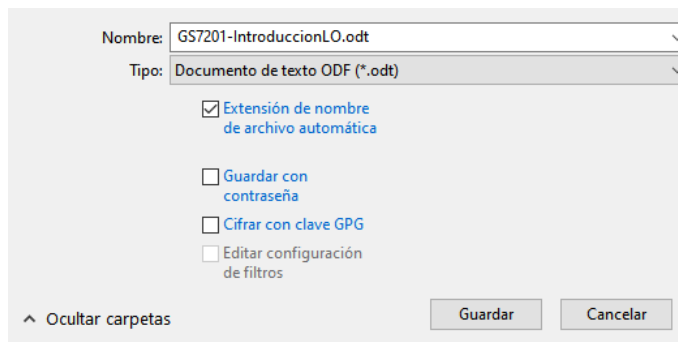 Nombre: GS7201-IntroduccionLO.odt
Tipo: Documento de texto ODF (*.odt)
Extensión de nombre
de archivo automática
Guardar con
contraseña
Cifrar con clave GPG
Editar configuración
de filtros
Ocultar carpetas Guardar Cancelar